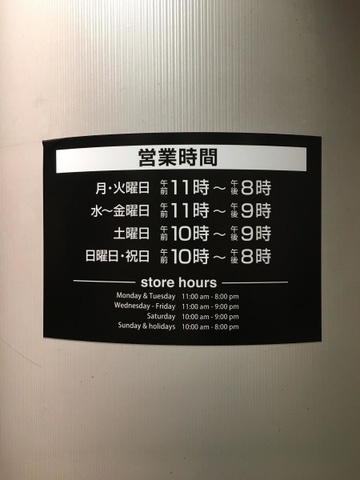 営業時間
月・火曜日 午前11時～午後8時
水～金曜日 午前11時～午後9時
土曜日 午前10時～午後9時
日曜日・祝日 午前10時～午後8時
store hours
Monday & Tuesday 11:00 am - 8:00 pm
Wednesday - Friday 11:00 am - 9:00 pm
Saturday 10:00 am - 9:00 pm
Sunday & holidays 10:00 am - 8:00 pm